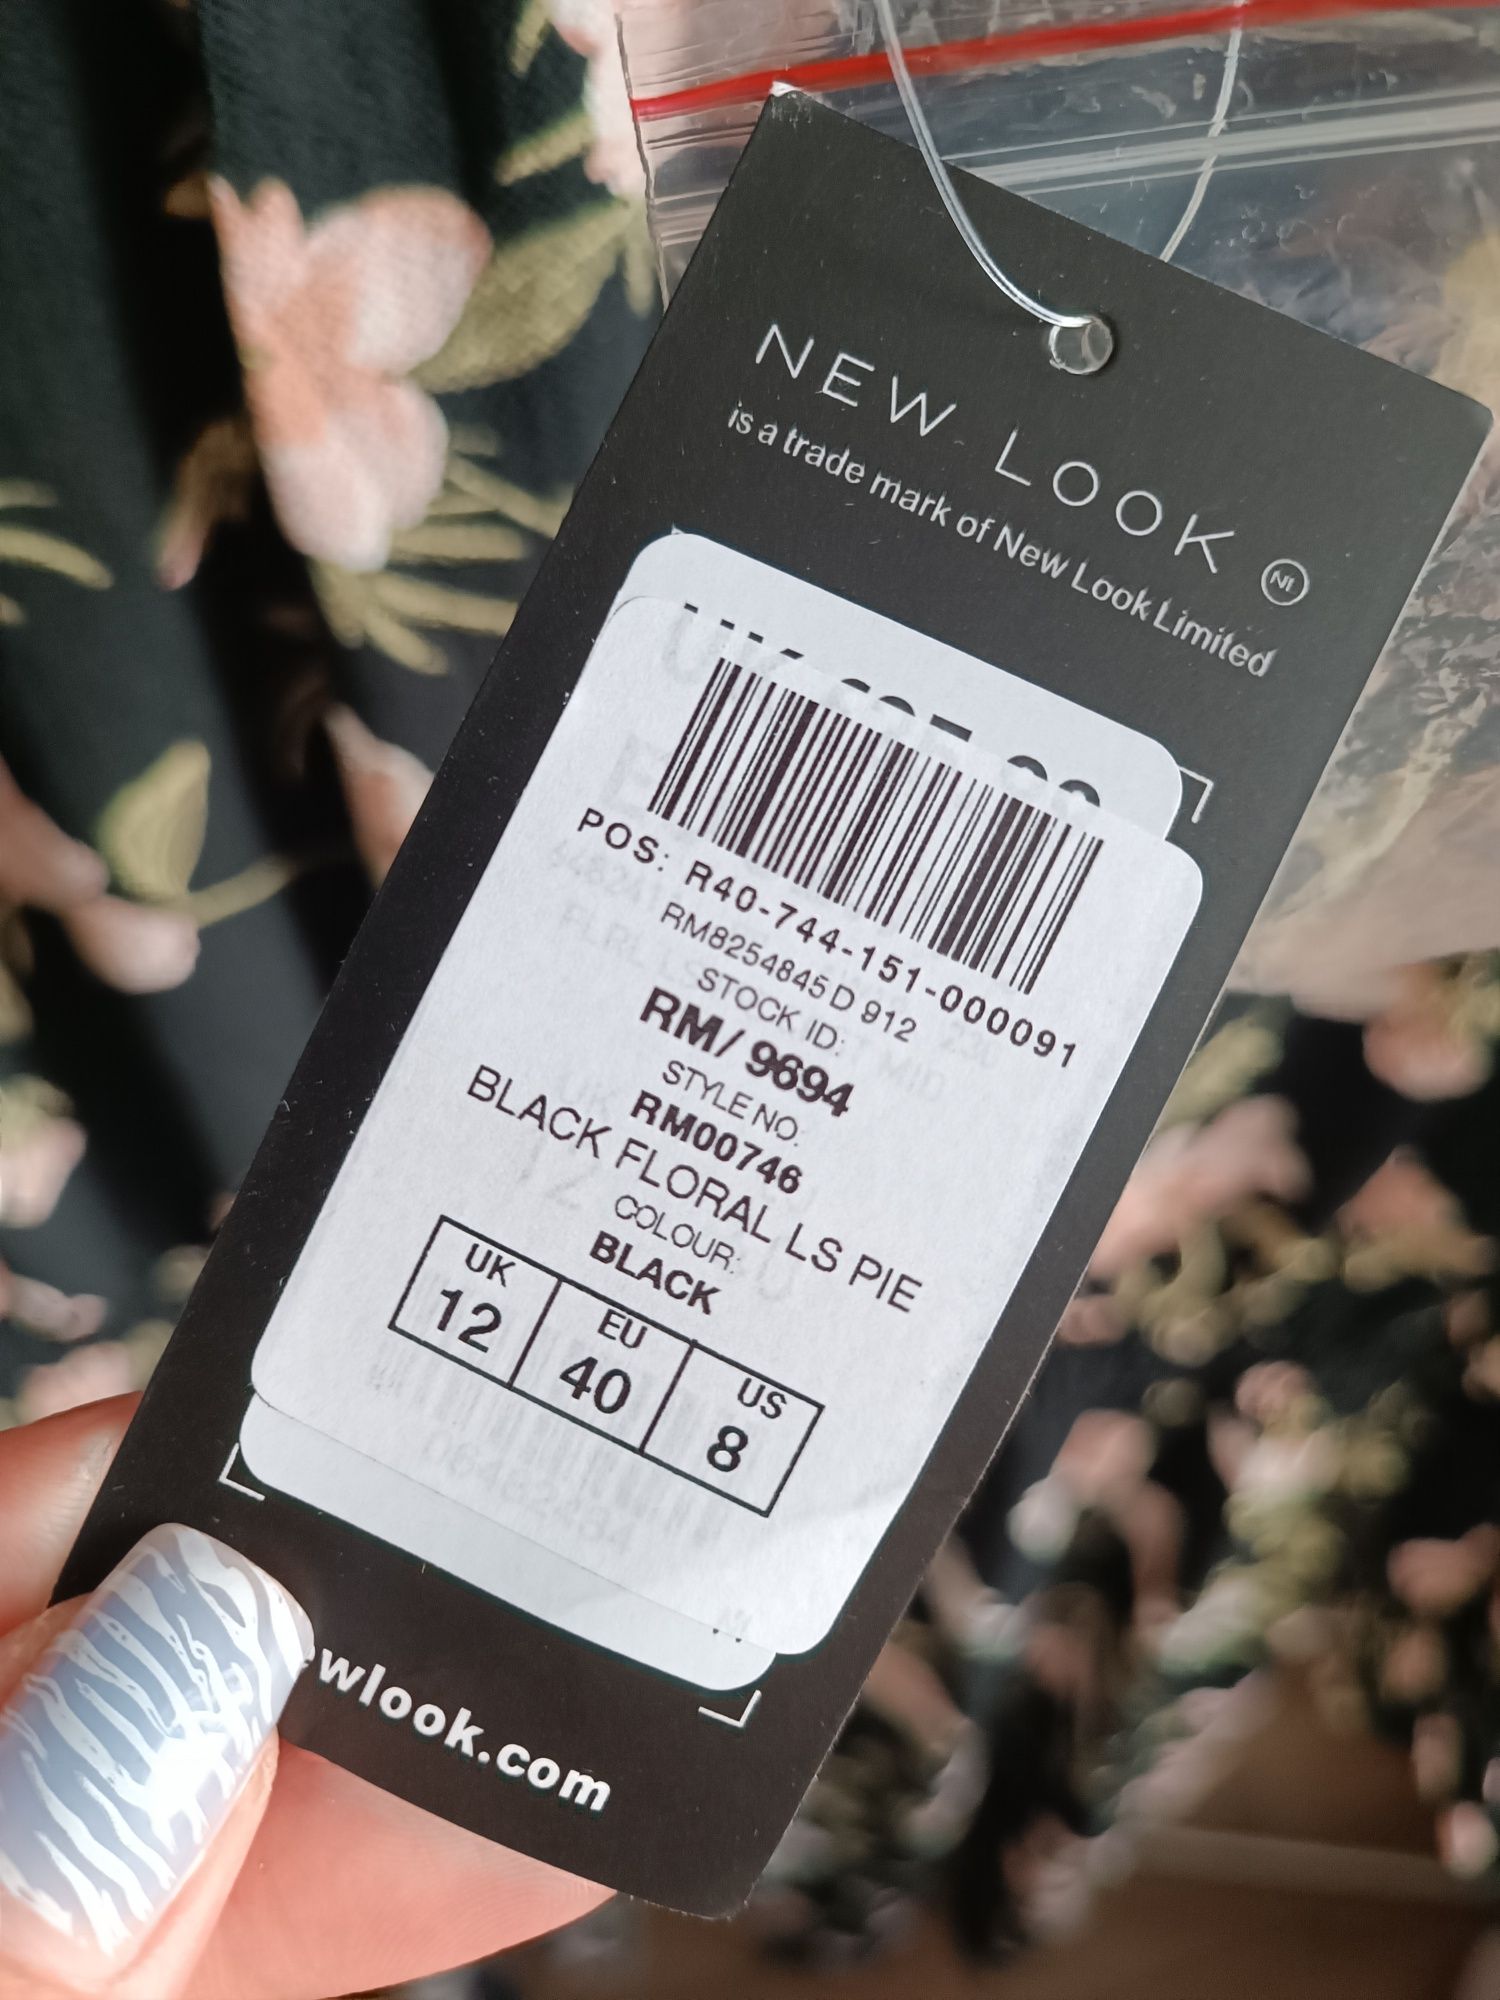 NEW LOOK
is a trade mark of New Look Limited
POS: R40-744-151-000091
RM8254845 D 912
STOCK ID:
RM/ 9694
STYLE NO.
RM00746
BLACK FLORAL LS PIE
COLOUR:
BLACK
UK EU US
12 40 8
ewlook.com